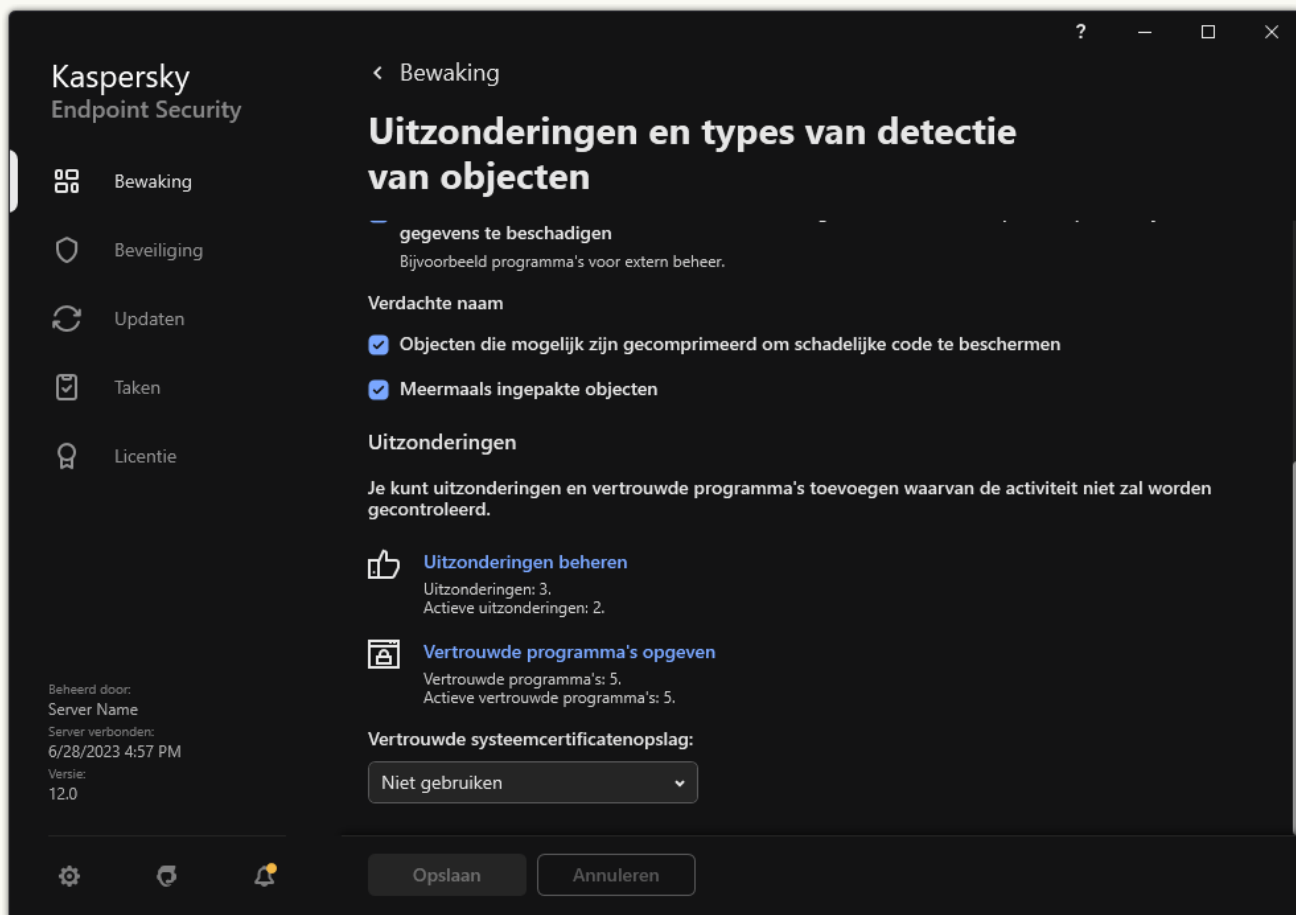 ?
Kaspersky
Endpoint Security
Bewaking
Beveiliging
Updaten
Taken
Licentie
Beheerd door:
Server Name
Server verbonden:
6/28/2023 4:57 PM
Versie:
12.0
Bewaking
Uitzonderingen en types van detectie
van objecten
gegevens te beschadigen
Bijvoorbeeld programma's voor extern beheer.
Verdachte naam
Objecten die mogelijk zijn gecomprimeerd om schadelijke code te beschermen
Meermaals ingepakte objecten
Uitzonderingen
Je kunt uitzonderingen en vertrouwde programma's toevoegen waarvan de activiteit niet zal worden
gecontroleerd.
Uitzonderingen beheren
Uitzonderingen: 3.
Actieve uitzonderingen: 2.
Vertrouwde programma's opgeven
Vertrouwde programma's: 5.
Actieve vertrouwde programma's: 5.
Vertrouwde systeemcertificatenopslag:
Niet gebruiken
Opslaan
Annuleren